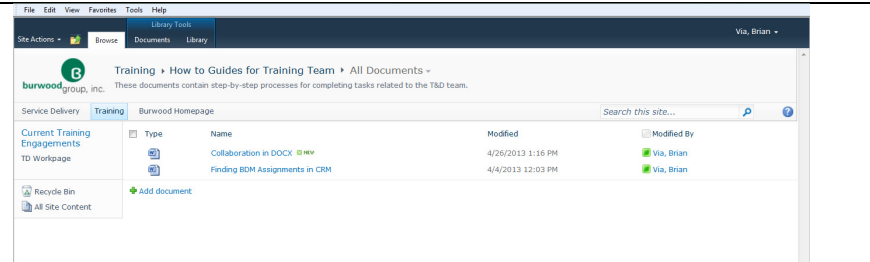 File Edit View Favorites Tools Help
Library Tools
Site Actions Browse Documents Library Via, Brian
burwood group, inc.
Training How to Guides for Training Team All Documents
These documents contain step-by-step processes for completing tasks related to the T&D team.
Service Delivery Training Burwood Homepage Search this site...
Current Training Engagements
TD Workpage
Recycle Bin
All Site Content
Type Name Modified Modified By
Collaboration in DOCX NEW 4/26/2013 1:16 PM Via, Brian
Finding BDM Assignments in CRM 4/4/2013 12:03 PM Via, Brian
Add document